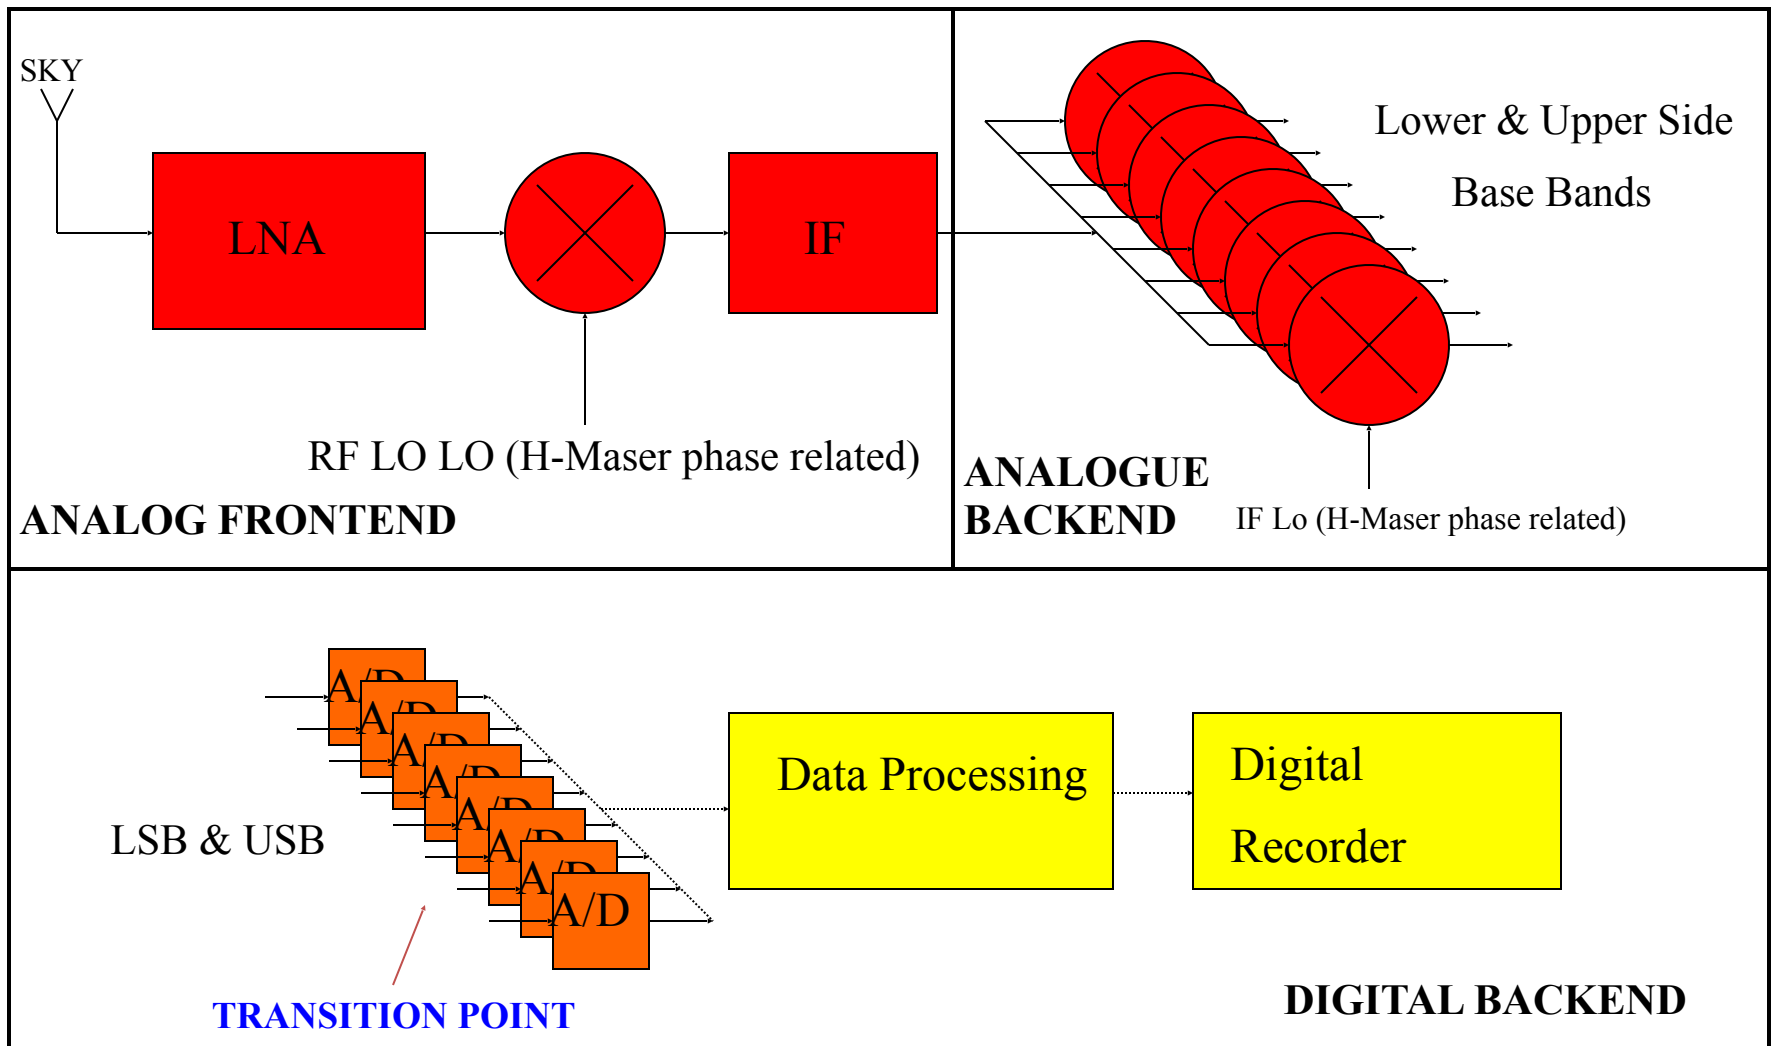 SKY
LNA
IF
RF LO LO (H-Maser phase related)
ANALOG FRONTEND
Lower & Upper Side
Base Bands
ANALOGUE
BACKEND
IF Lo (H-Maser phase related)
A/D
A/D
A/D
A/D
A/D
A/D
A/D
A/D
LSB & USB
TRANSITION POINT
Data Processing
Digital
Recorder
DIGITAL BACKEND